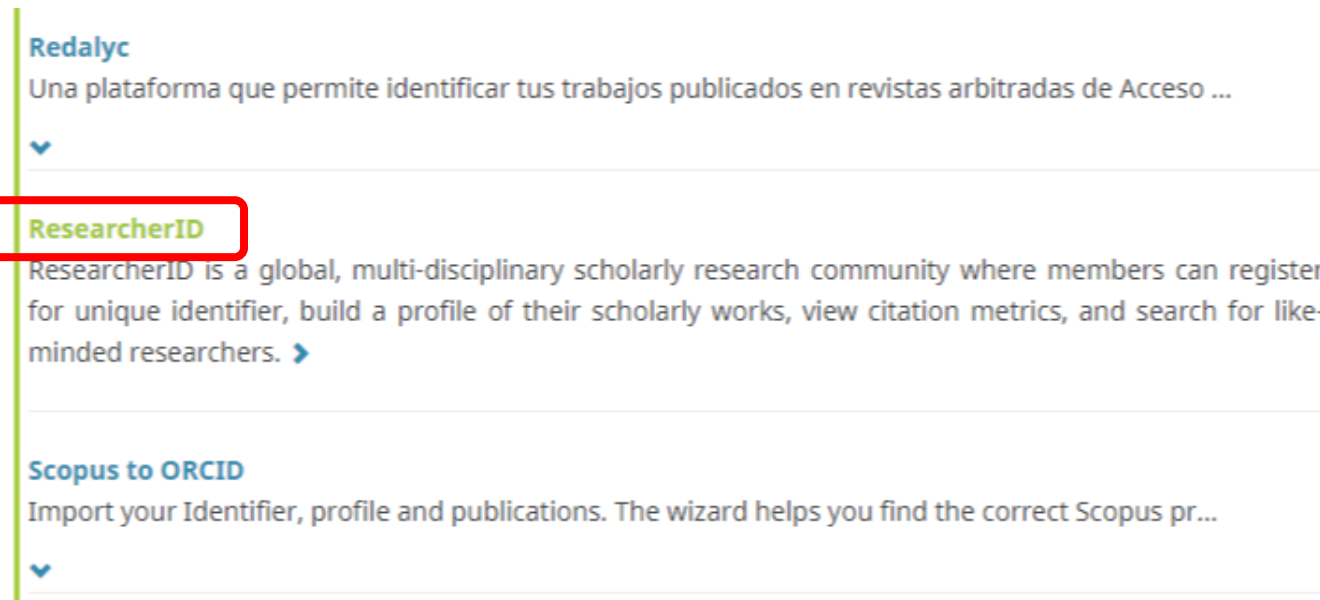 Redalyc
Una plataforma que permite identificar tus trabajos publicados en revistas arbitradas de Acceso ...
ResearcherID
ResearcherID is a global, multi-disciplinary scholarly research community where members can register
for unique identifier, build a profile of their scholarly works, view citation metrics, and search for like-
minded researchers.
Scopus to ORCID
Import your Identifier, profile and publications. The wizard helps you find the correct Scopus pr...